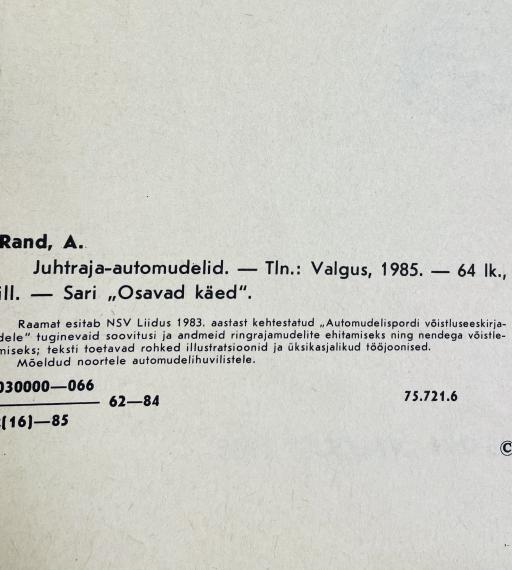 Rand, A.
Juhtraja-automudelid. — Tln.: Valgus, 1985. — 64 lk.,
ill. — Sari „Osavad käed“.
Raamat esitab NSV Liidus 1983. aastast kehtestatud „Automudelispordi võistluseeskirja-
dele“ tuginevaid soovitusi ja andmeid ringrajamudelite ehitamiseks ning nendega võistle-
miseks; teksti toetavad rohked illustratsioonid ja üksikasjalikud tööjoonised.
Mõeldud noortele automudelihuvilistele.
030000—066
62—84
(16)—85
75.721.6
©